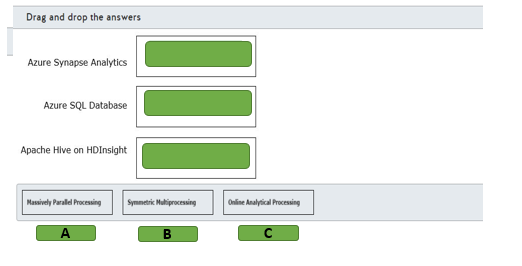 Drag and drop the answers
Azure Synapse Analytics
Azure SQL Database
Apache Hive on HDInsight
Massively Parallel Processing
Symmetric Multiprocessing
Online Analytical Processing
A
B
C